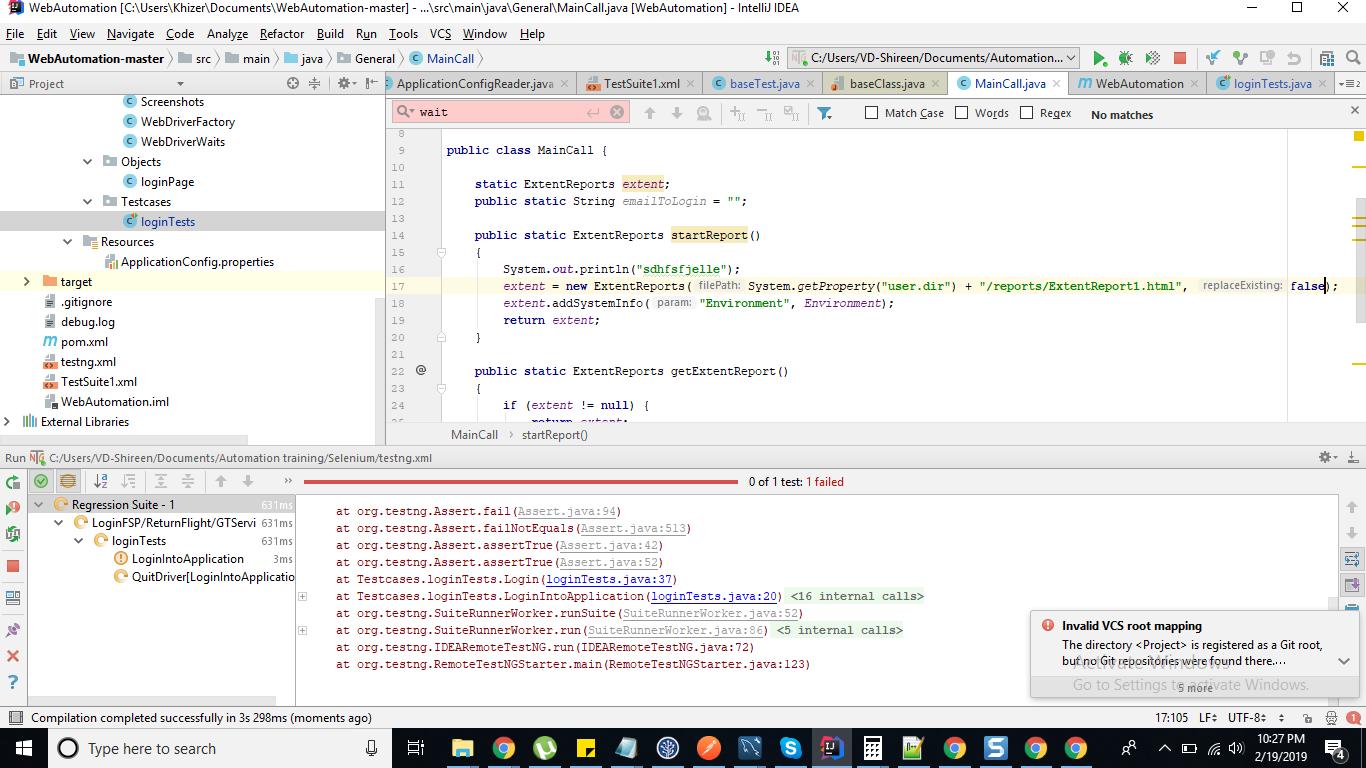 WebAutomation [C:\Users\Khizer\Documents\WebAutomation-master] - ...\src\main\java\General\MainCall.java [WebAutomation] - IntelliJ IDEA
File Edit View Navigate Code Analyze Refactor Build Run Tools VCS Window Help
WebAutomation-master src main java General MainCall C:/Users/VD-Shireen/Documents/Automation...
Project ApplicationConfigReader.java TestSuite1.xml baseTest.java baseClass.java MainCall.java WebAutomation loginTests.java
Screenshots
WebDriverFactory
WebDriverWaits
Objects
loginPage
Testcases
loginTests
Resources
ApplicationConfig.properties
target
.gitignore
debug.log
pom.xml
testng.xml
TestSuite1.xml
WebAutomation.iml
External Libraries
wait Match Case Words Regex No matches
8
9 public class MainCall {
10
11 static ExtentReports extent;
12 public static String emailToLogin = "";
13
14 public static ExtentReports startReport()
15 {
16 System.out.println("sdhfsfjelle");
17 extent = new ExtentReports( filePath: System.getProperty("user.dir") + "/reports/ExtentReport1.html", replaceExisting: false);
18 extent.addSystemInfo( param: "Environment", Environment);
19 return extent;
20 }
21
22 @ public static ExtentReports getExtentReport()
23 {
24 if (extent != null) {
25 return extent;
MainCall startReport()
Run C:/Users/VD-Shireen/Documents/Automation training/Selenium/testng.xml
0 of 1 test: 1 failed
Regression Suite - 1 631ms
LoginFSP/ReturnFlight/GTServi 631ms
loginTests 631ms
LoginIntoApplication 3ms
QuitDriver[LoginIntoApplicatio
at org.testng.Assert.fail(Assert.java:94)
at org.testng.Assert.failNotEquals(Assert.java:513)
at org.testng.Assert.assertTrue(Assert.java:42)
at org.testng.Assert.assertTrue(Assert.java:52)
at Testcases.loginTests.Login(loginTests.java:37)
at Testcases.loginTests.LoginIntoApplication(loginTests.java:20) <16 internal calls>
at org.testng.SuiteRunnerWorker.runSuite(SuiteRunnerWorker.java:52)
at org.testng.SuiteRunnerWorker.run(SuiteRunnerWorker.java:86) <5 internal calls>
at org.testng.IDEARemoteTestNG.run(IDEARemoteTestNG.java:72)
at org.testng.RemoteTestNGStarter.main(RemoteTestNGStarter.java:123)
Invalid VCS root mapping
The directory <Project> is registered as a Git root,
but no Git repositories were found there....
Activate Windows
Go to Settings to activate Windows.
9 more
Compilation completed successfully in 3s 298ms (moments ago) 17:105 LF UTF-8 1
Type here to search
10:27 PM
2/19/2019
4